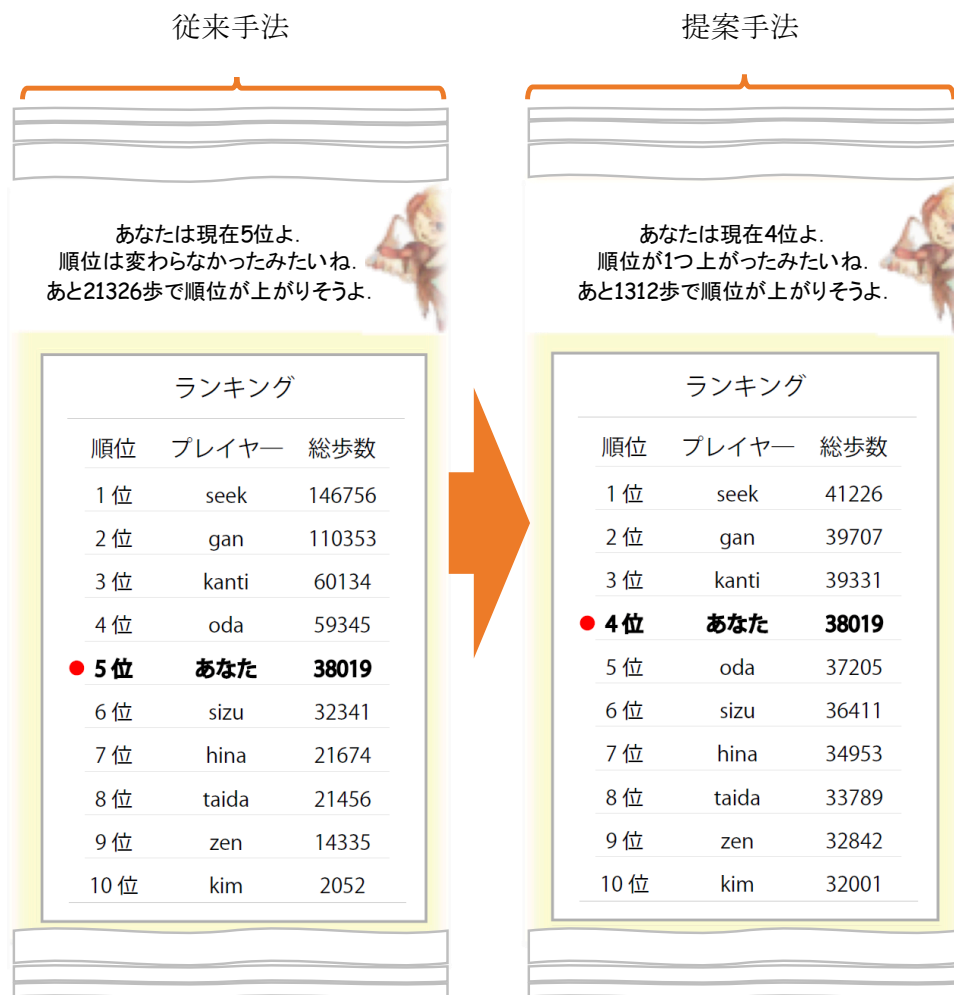 従来手法
提案手法
あなたは現在5位よ.
順位は変わらなかったみたいね.
あと21326歩で順位が上がりそうよ.
ランキング
順位 プレイヤー 総歩数
1位 seek 146756
2位 gan 110353
3位 kanti 60134
4位 oda 59345
5位 あなた 38019
6位 sizu 32341
7位 hina 21674
8位 taida 21456
9位 zen 14335
10位 kim 2052
あなたは現在4位よ.
順位が1つ上がったみたいね.
あと1312歩で順位が上がりそうよ.
ランキング
順位 プレイヤー 総歩数
1位 seek 41226
2位 gan 39707
3位 kanti 39331
4位 あなた 38019
5位 oda 37205
6位 sizu 36411
7位 hina 34953
8位 taida 33789
9位 zen 32842
10位 kim 32001